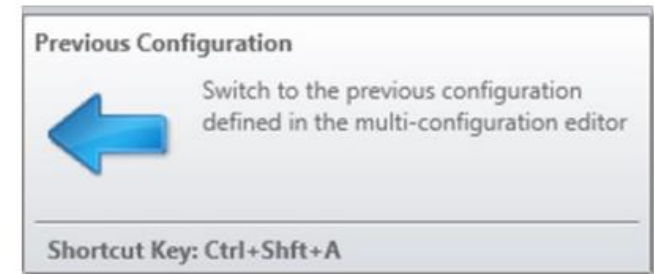 Previous Configuration
Switch to the previous configuration
defined in the multi-configuration editor
Shortcut Key: Ctrl+Shft+A